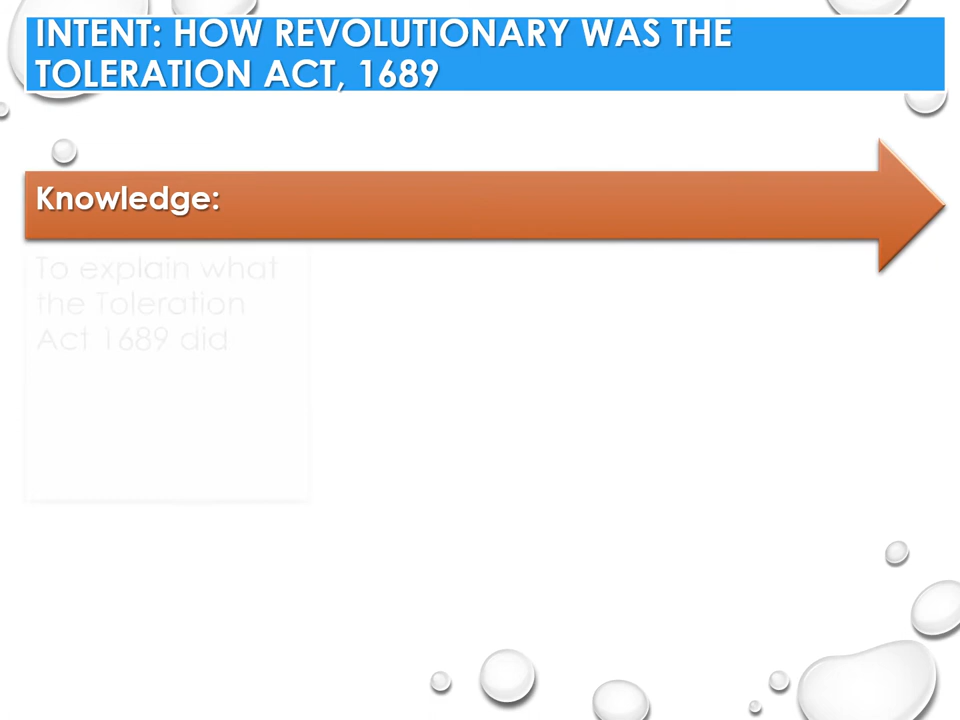 INTENT: HOW REVOLUTIONARY WAS THE
TOLERATION ACT, 1689
Knowledge:
To explain what
the Toleration
Act 1689 did